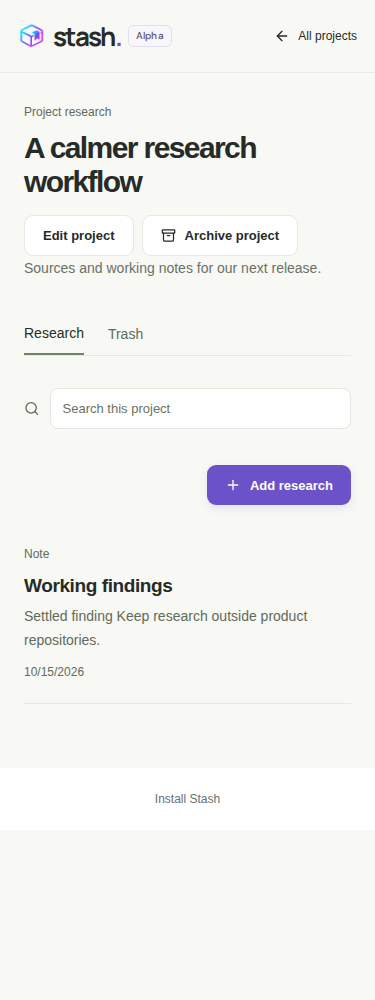 stash. Alpha
All projects
Project research
A calmer research
workflow
Edit project
Archive project
Sources and working notes for our next release.
Research
Trash
Search this project
Add research
Note
Working findings
Settled finding Keep research outside product
repositories.
10/15/2026
Install Stash